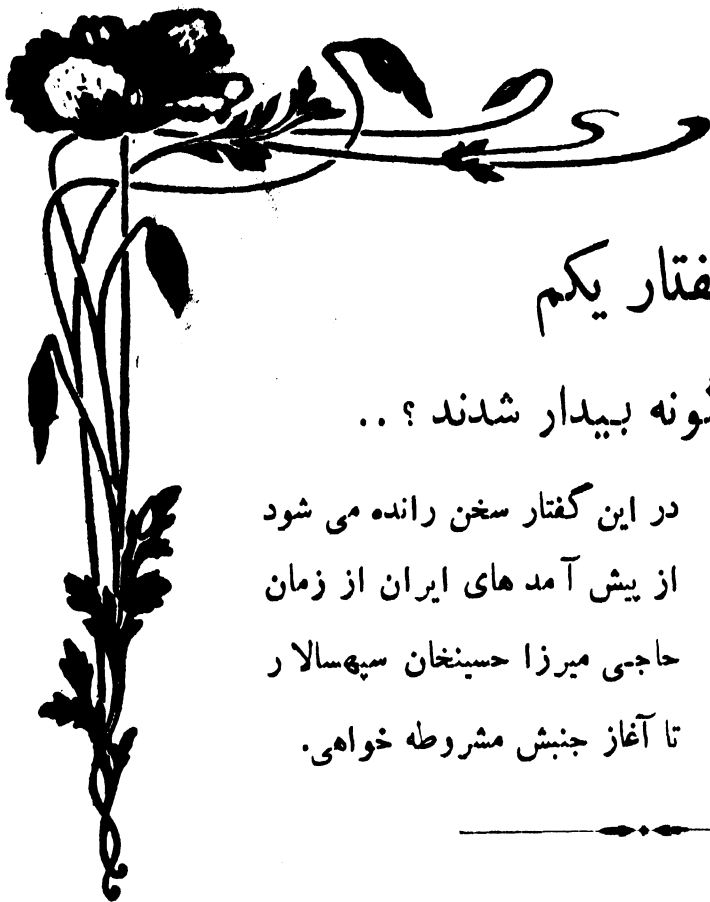 فتار یکم
ونه بیدار شدند ؟ ..
در این گفتار سخن رانده می شود
از پیش آمد های ایران از زمان
حاجی میرزا حسینخان سپهسالار
تا آغاز جنبش مشروطه خواهی.